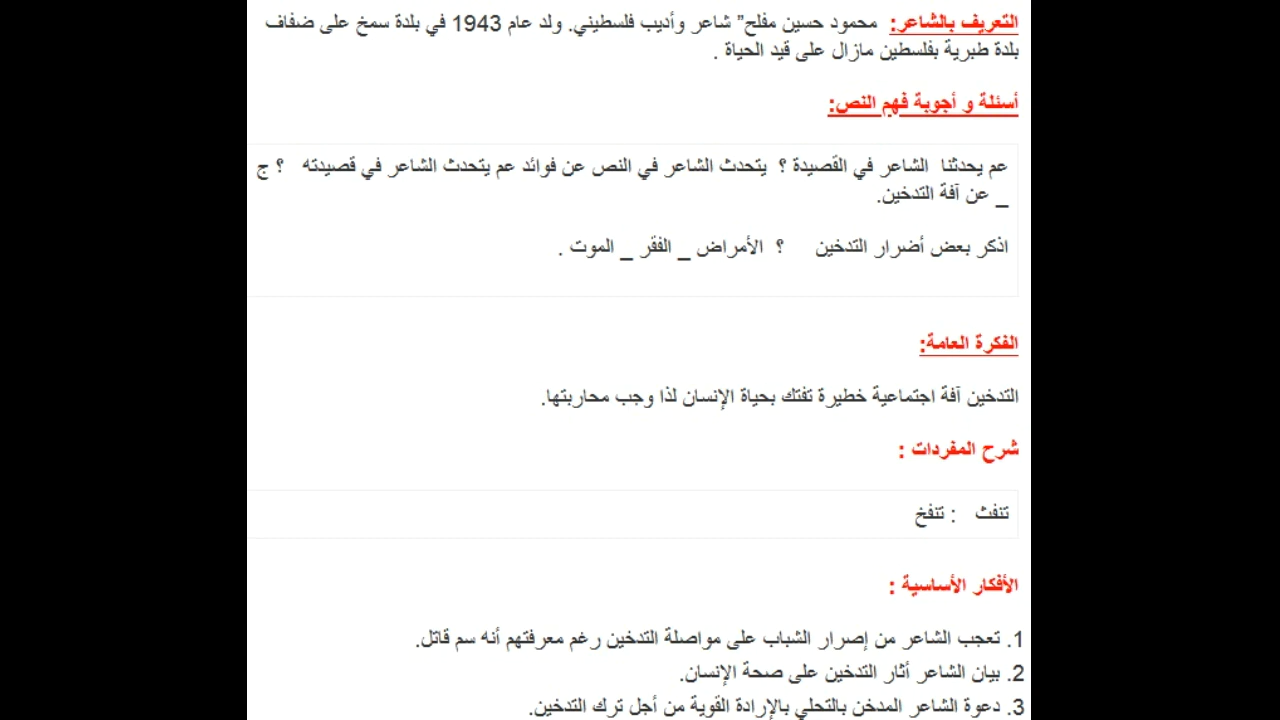 التعريف بالشاعر: محمود حسين مفلح" شاعر وأديب فلسطيني. ولد عام 1943 في بلدة سمخ على ضفاف
بلدة طبرية بفلسطين مازال على قيد الحياة .
أسئلة و أجوبة فهم النص:
عم يحدثنا الشاعر في القصيدة ؟ يتحدث الشاعر في النص عن فوائد عم يتحدث الشاعر في قصيدته ؟ ج
_ عن آفة التدخين.
اذكر بعض أضرار التدخين ؟ الأمراض _ الفقر _ الموت .
الفكرة العامة:
التدخين آفة اجتماعية خطيرة تفتك بحياة الإنسان لذا وجب محاربتها.
شرح المفردات :
تنفث : تنفخ
الأفكار الأساسية :
1. تعجب الشاعر من إصرار الشباب على مواصلة التدخين رغم معرفتهم أنه سم قاتل.
2. بيان الشاعر أثار التدخين على صحة الإنسان.
3. دعوة الشاعر المدخن بالتحلي بالإرادة القوية من أجل ترك التدخين.